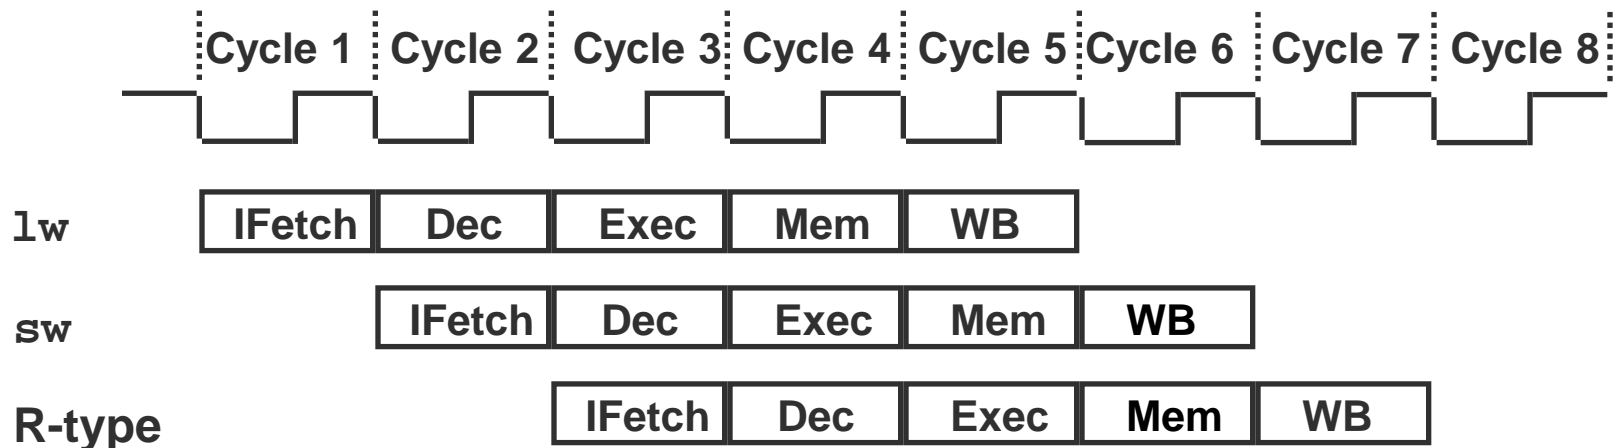 Cycle 1 Cycle 2 Cycle 3 Cycle 4 Cycle 5 Cycle 6 Cycle 7 Cycle 8
lw IFetch Dec Exec Mem WB
sw IFetch Dec Exec Mem WB
R-type IFetch Dec Exec Mem WB